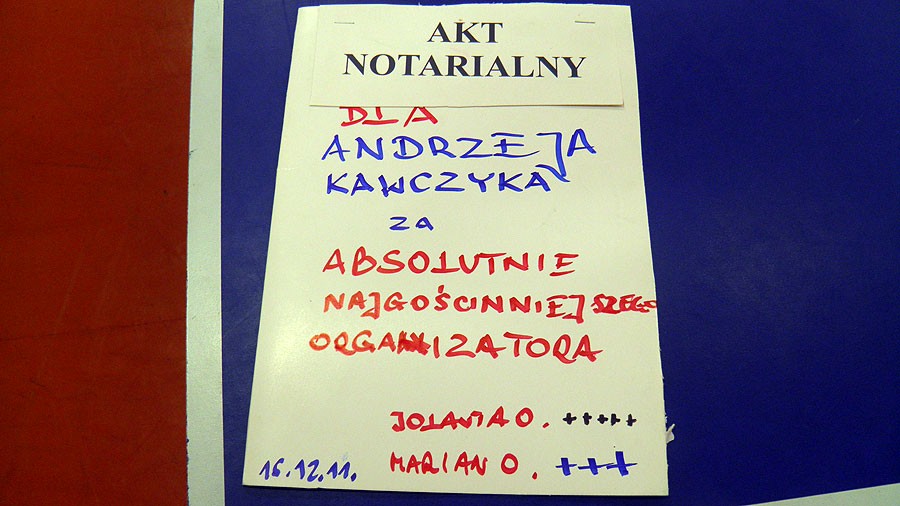 AKT
NOTARIALNY
DLA
ANDRZEJA
KAWCZYKA
za
ABSOLUTNIE
NAJGOŚCINNIEJSZEGO
ORGANIZATORA
JOLANTA O. +++++
MARIAN O. +++
16.12.11.